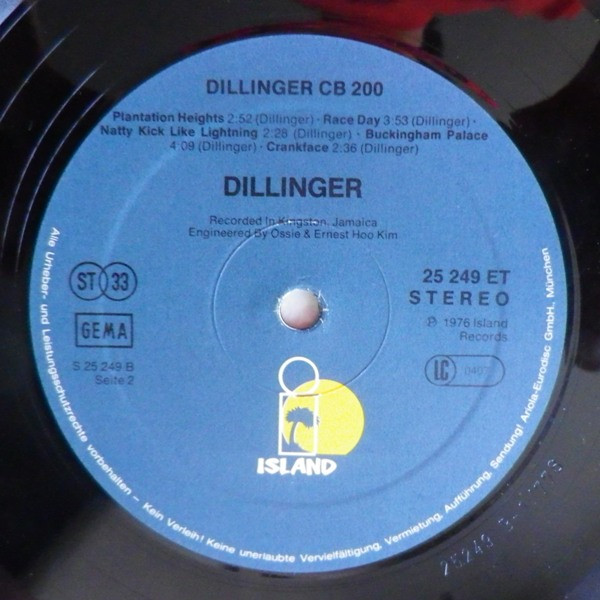 DILLINGER CB 200
Plantation Heights 2:52 (Dillinger) · Race Day 3:53 (Dillinger) ·
Natty Kick Like Lightning 2:28 (Dillinger) · Buckingham Palace
4:09 (Dillinger) · Crankface 2:36 (Dillinger)
DILLINGER
Recorded In Kingston, Jamaica
Engineered By Ossie & Ernest Hoo Kim
ST 33
GEMA
S 25 249 B
Seite 2
25 249 ET
STEREO
℗ 1976 Island
Records
LC 0407
ISLAND
Alle Urheber- und Leistungsschutzrechte vorbehalten – Kein Verleih! Keine unerlaubte Vervielfältigung, Vermietung, Aufführung, Sendung! Ariola-Eurodisc GmbH., München
25249